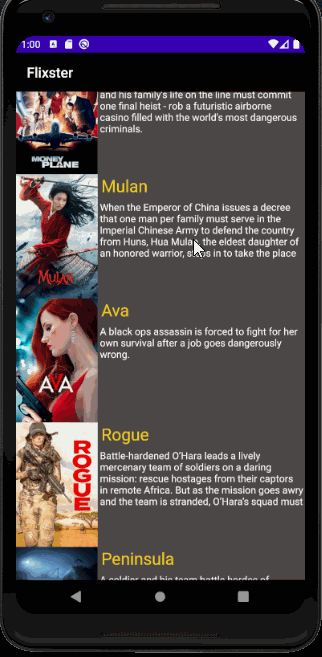 1:00
Flixster
and his family's life on the line must commit
one final heist - rob a futuristic airborne
casino filled with the world's most dangerous
criminals.
MONEY
PLANE
Mulan
When the Emperor of China issues a decree
that one man per family must serve in the
Imperial Chinese Army to defend the country
from Huns, Hua Mulan, the eldest daughter of
an honored warrior, steps in to take the place
MULAN
Ava
A black ops assassin is forced to fight for her
own survival after a job goes dangerously
wrong.
AVA
Rogue
Battle-hardened O'Hara leads a lively
mercenary team of soldiers on a daring
mission: rescue hostages from their captors
in remote Africa. But as the mission goes awry
and the team is stranded, O'Hara's squad must
ROGUE
Peninsula
A soldier and his team battle hordes of